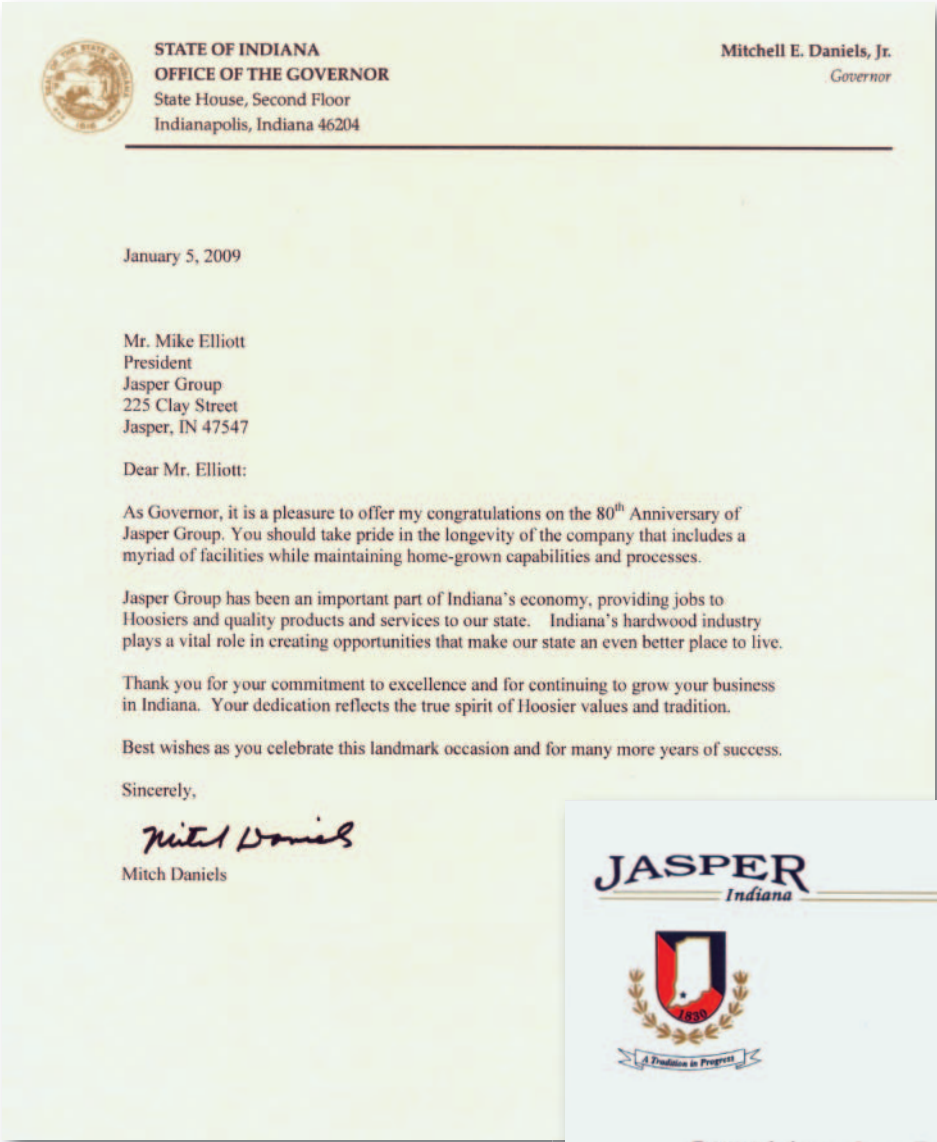 STATE OF INDIANA
OFFICE OF THE GOVERNOR
State House, Second Floor
Indianapolis, Indiana 46204
Mitchell E. Daniels, Jr.
Governor
January 5, 2009
Mr. Mike Elliott
President
Jasper Group
225 Clay Street
Jasper, IN 47547
Dear Mr. Elliott:
As Governor, it is a pleasure to offer my congratulations on the 80th Anniversary of
Jasper Group. You should take pride in the longevity of the company that includes a
myriad of facilities while maintaining home-grown capabilities and processes.
Jasper Group has been an important part of Indiana's economy, providing jobs to
Hoosiers and quality products and services to our state. Indiana's hardwood industry
plays a vital role in creating opportunities that make our state an even better place to live.
Thank you for your commitment to excellence and for continuing to grow your business
in Indiana. Your dedication reflects the true spirit of Hoosier values and tradition.
Best wishes as you celebrate this landmark occasion and for many more years of success.
Sincerely,
Mitch Daniels
Mitch Daniels
JASPER
Indiana
1830
A Tradition in Progress